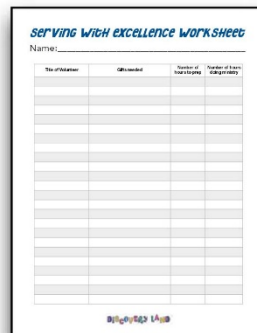 SERVING WITH EXCELLENCE WORKSHEET
Name:
Title of Volunteer Gifts needed Number of hours to prep Number of hours doing ministry
DISCOVERY LAND